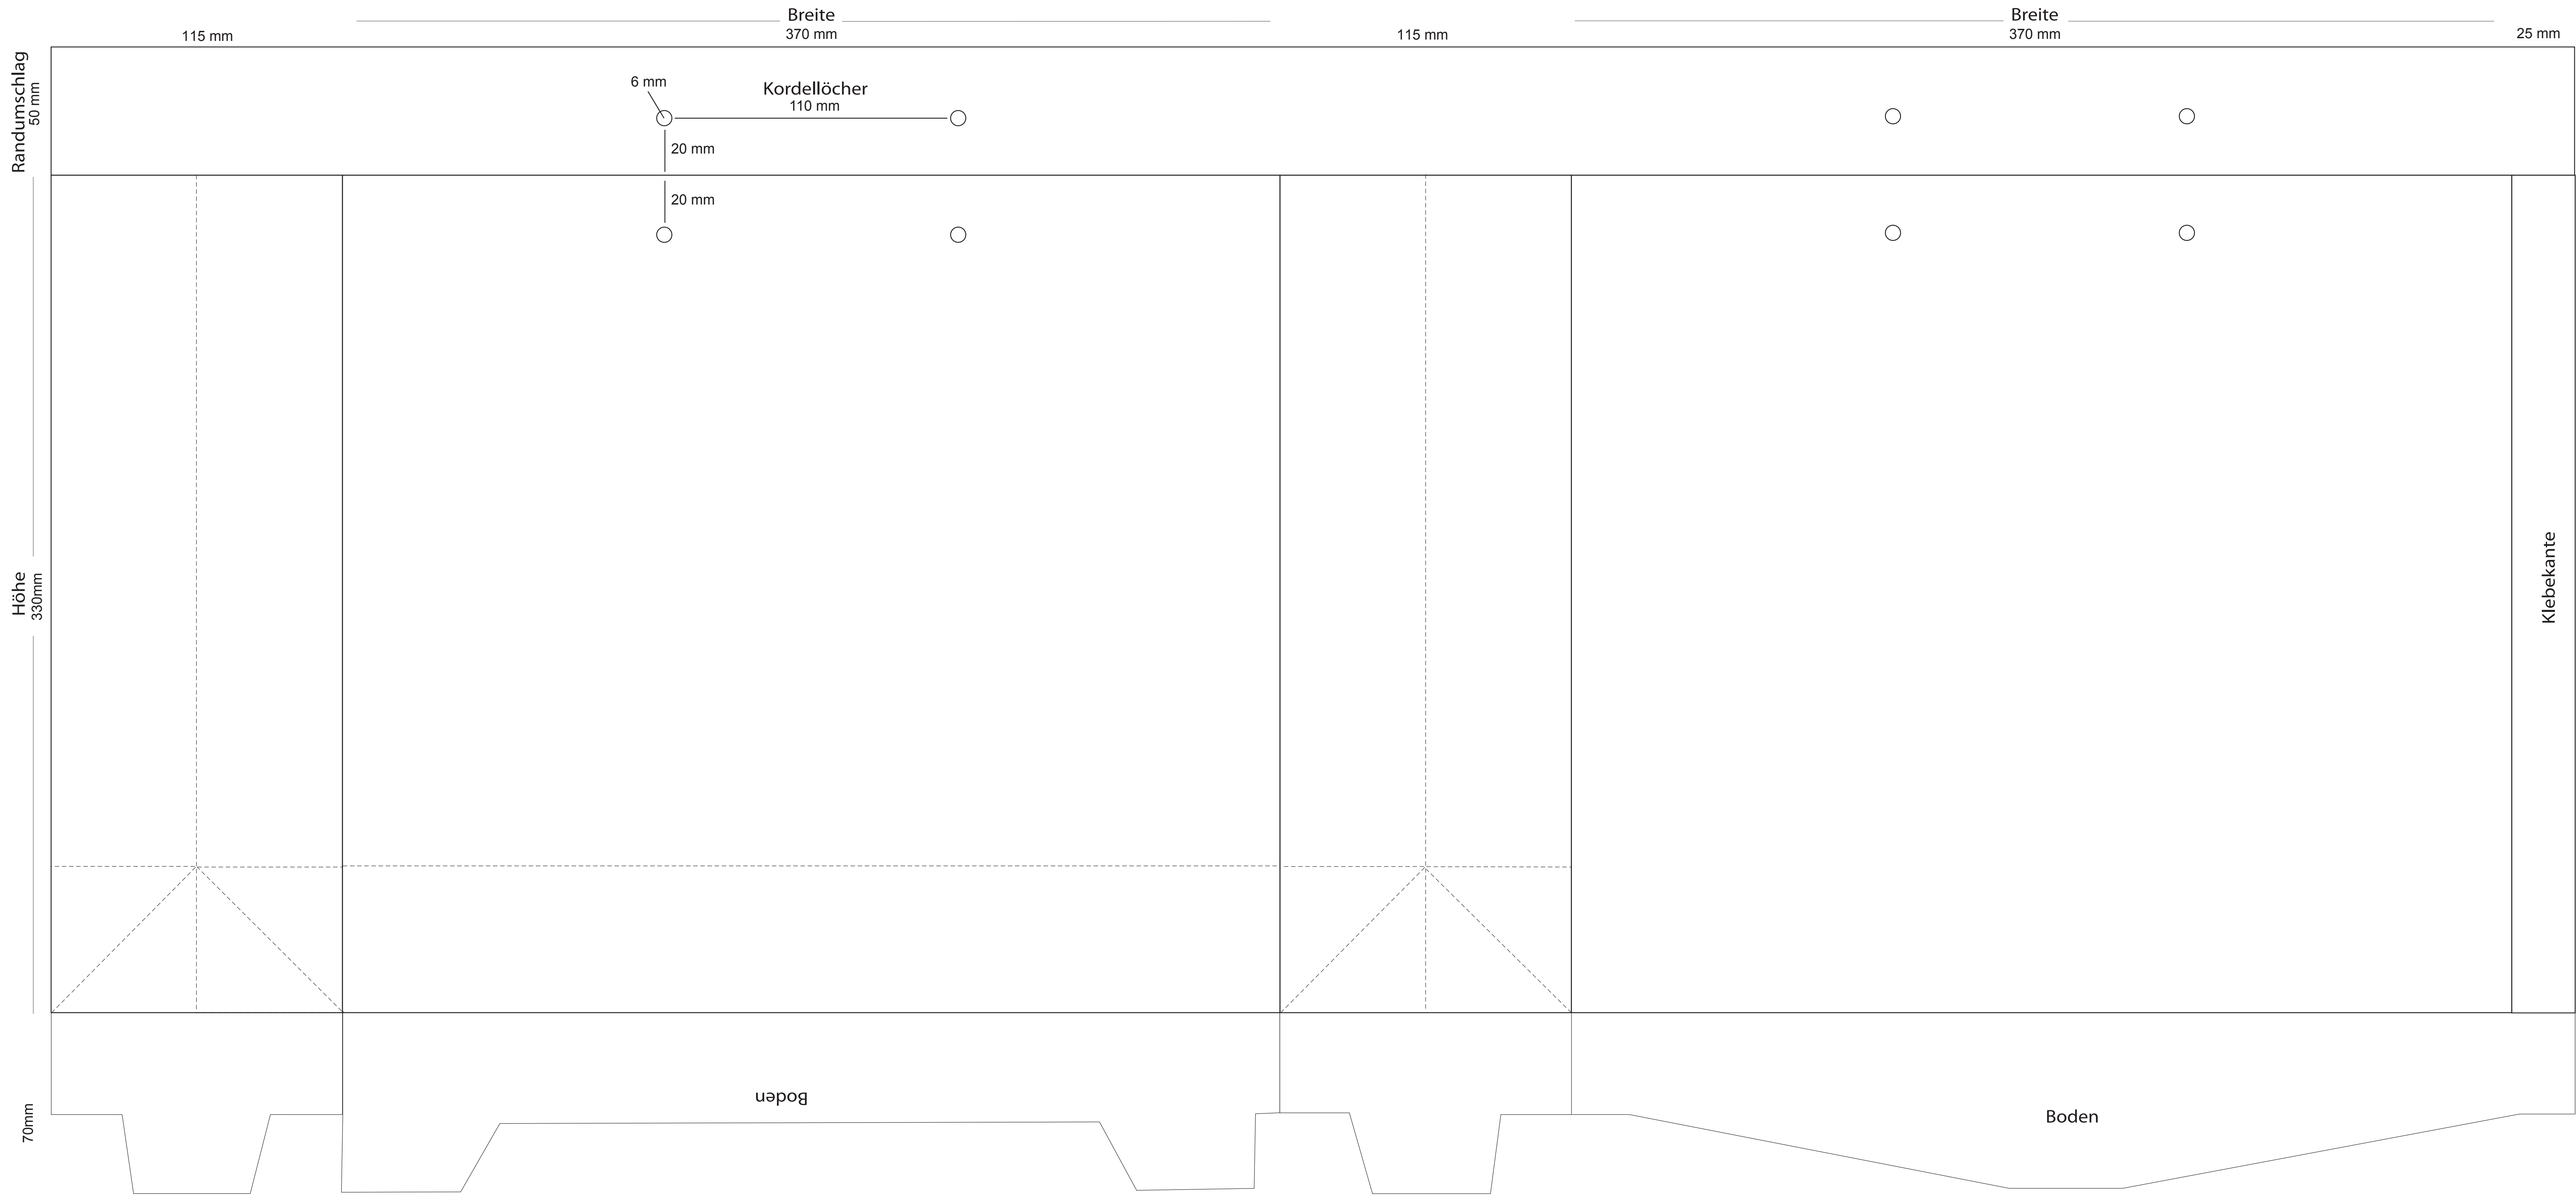 Breite
Breite
115 mm
370 mm
115 mm
370 mm
25 mm
Randumschlag
50 mm
6 mm
Kordellöcher
110 mm
20 mm
20 mm
Höhe
330mm
Klebekante
70mm
Boden
Boden